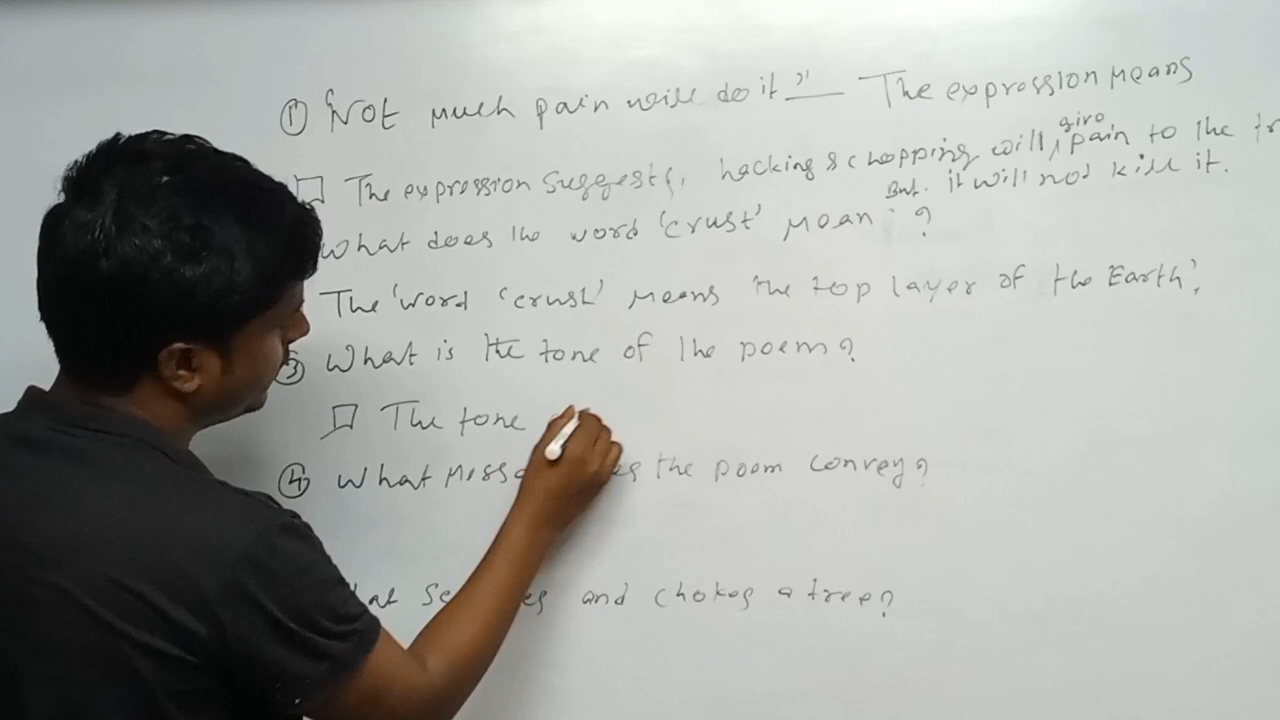 ① "Not much pain will do it" — The expression means
□ The expression suggests, hacking & chopping will give pain to the
But it will not kill it.
What does the word 'crust' mean ?
The 'word 'crust' means the top layer of the Earth'.
③ What is the tone of the poem?
□ The tone
④ What the poem convey?
and chokes a tree?